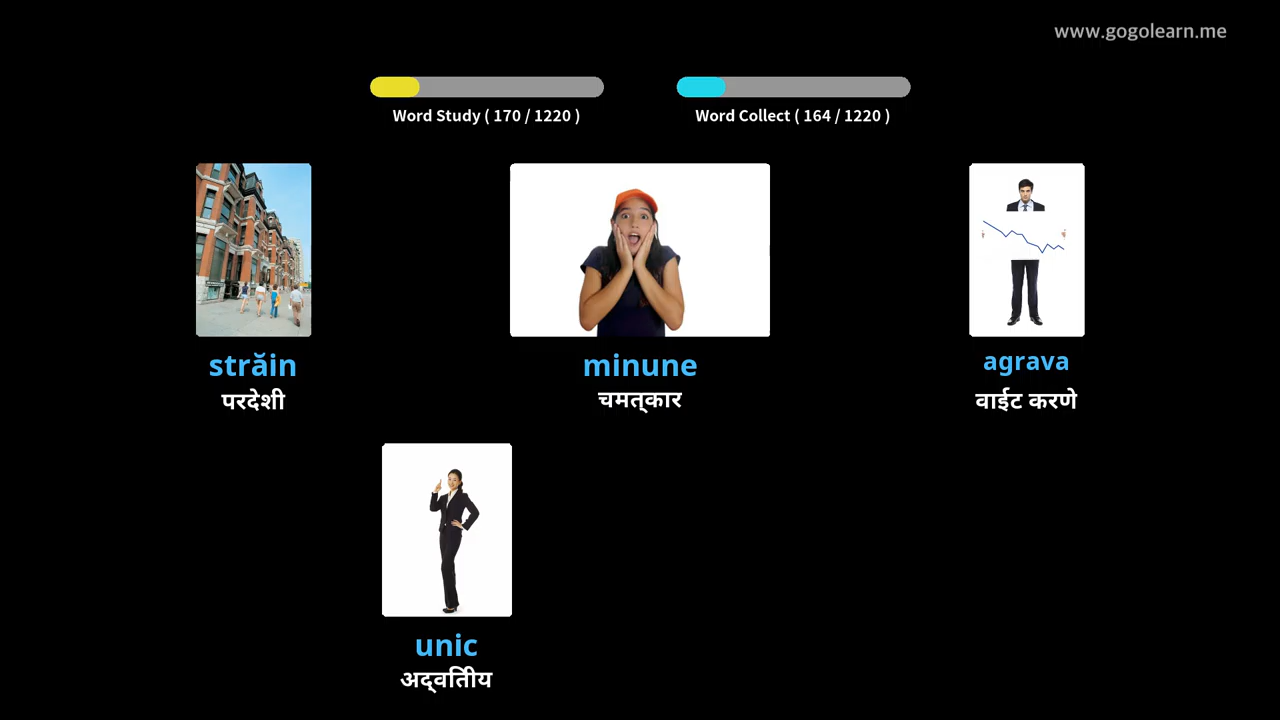 www.gogolearn.me
Word Study ( 170 / 1220 )
Word Collect ( 164 / 1220 )
străin
minune
agrava
परदेशी
चमत्कार
वाईट करणे
unic
अद्वितीय